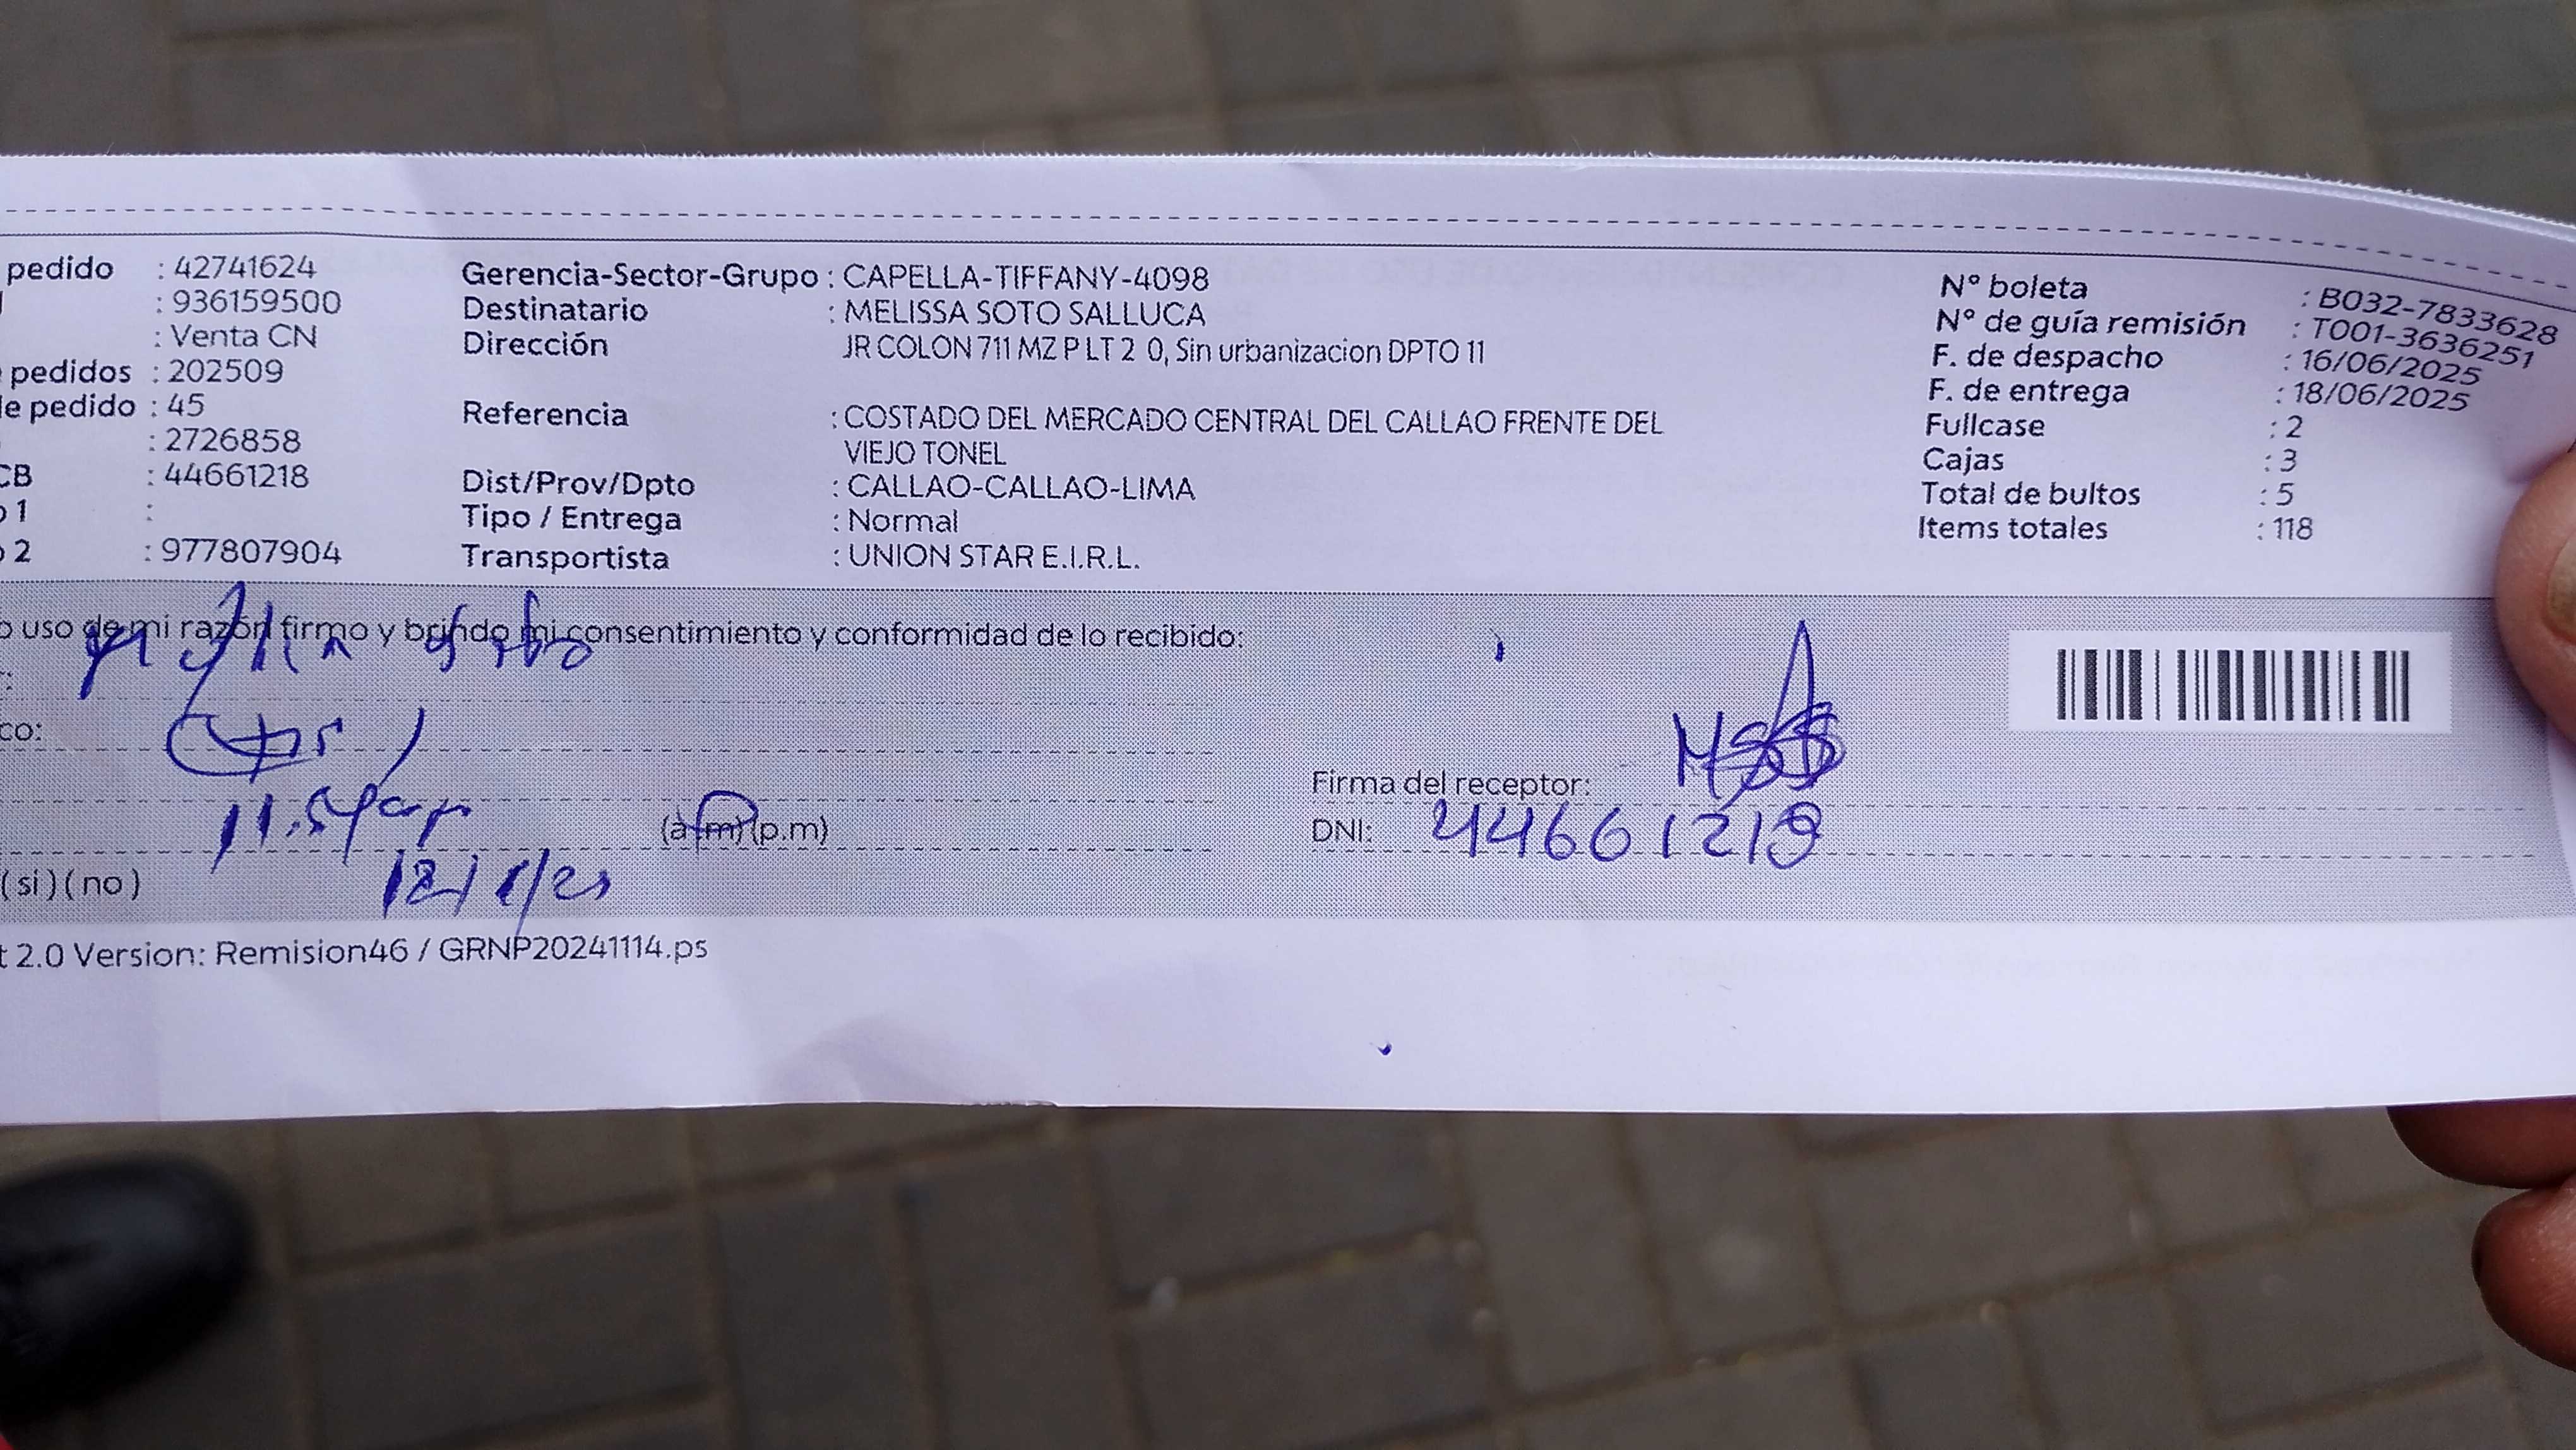 pedido : 42741624
: 936159500
: Venta CN
pedidos : 202509
de pedido : 45
: 2726858
CB : 44661218
1 :
2 : 977807904
Gerencia-Sector-Grupo : CAPELLA-TIFFANY-4098
Destinatario : MELISSA SOTO SALLUCA
Dirección JR COLON 711 MZ P LT 2 0, Sin urbanizacion DPTO 11
Referencia : COSTADO DEL MERCADO CENTRAL DEL CALLAO FRENTE DEL
VIEJO TONEL
Dist/Prov/Dpto : CALLAO-CALLAO-LIMA
Tipo / Entrega : Normal
Transportista : UNION STAR E.I.R.L.
N° boleta : B032-7833628
N° de guía remisión : T001-3636251
F. de despacho : 16/06/2025
F. de entrega : 18/06/2025
Fullcase : 2
Cajas : 3
Total de bultos : 5
Items totales : 118
uso de mi razón firmo y brindo mi consentimiento y conformidad de lo recibido:
co:
(a.m) (p.m)
Firma del receptor:
DNI: 44661218
(si) (no)
t 2.0 Version: Remision46 / GRNP20241114.ps